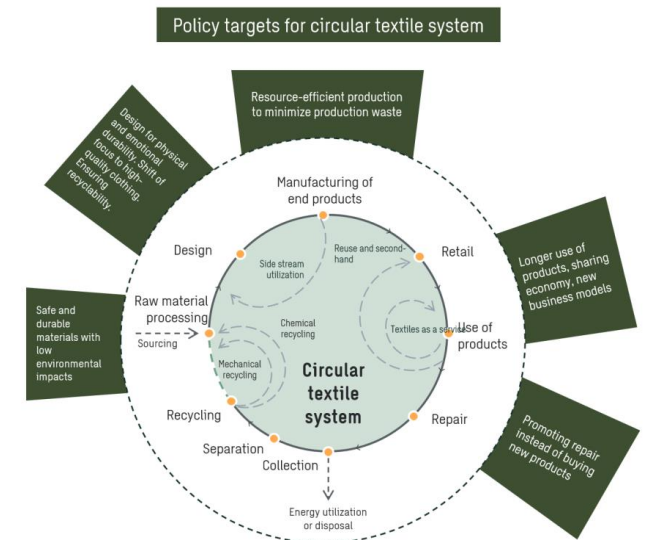 Policy targets for circular textile system
Resource-efficient production
to minimize production waste
Design for physical
and emotional
durability. Shift of
focus to high-
quality clothing.
Ensuring
recyclability.
Safe and
durable
materials with
low
environmental
impacts
Longer use of
products, sharing
economy, new
business models
Promoting repair
instead of buying
new products
Manufacturing of
end products
Design
Retail
Side stream
utilization
Reuse and second-
hand
Raw material
processing
Sourcing
Chemical
recycling
Mechanical
recycling
Textiles as a service
Use of
products
Circular
textile
system
Recycling
Separation
Collection
Repair
Energy utilization
or disposal